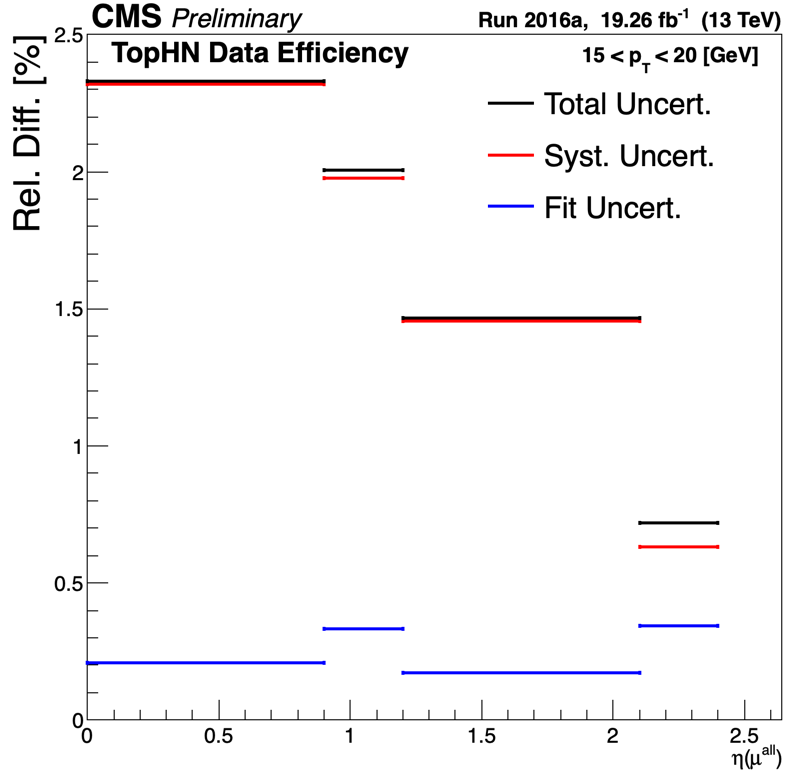 CMS Preliminary
Run 2016a, 19.26 fb⁻¹ (13 TeV)
TopHN Data Efficiency
15 < p_T < 20 [GeV]
Total Uncert.
Syst. Uncert.
Fit Uncert.
Rel. Diff. [%]
2.5
2
1.5
1
0.5
0
0 0.5 1 1.5 2 2.5
η(μ^all)